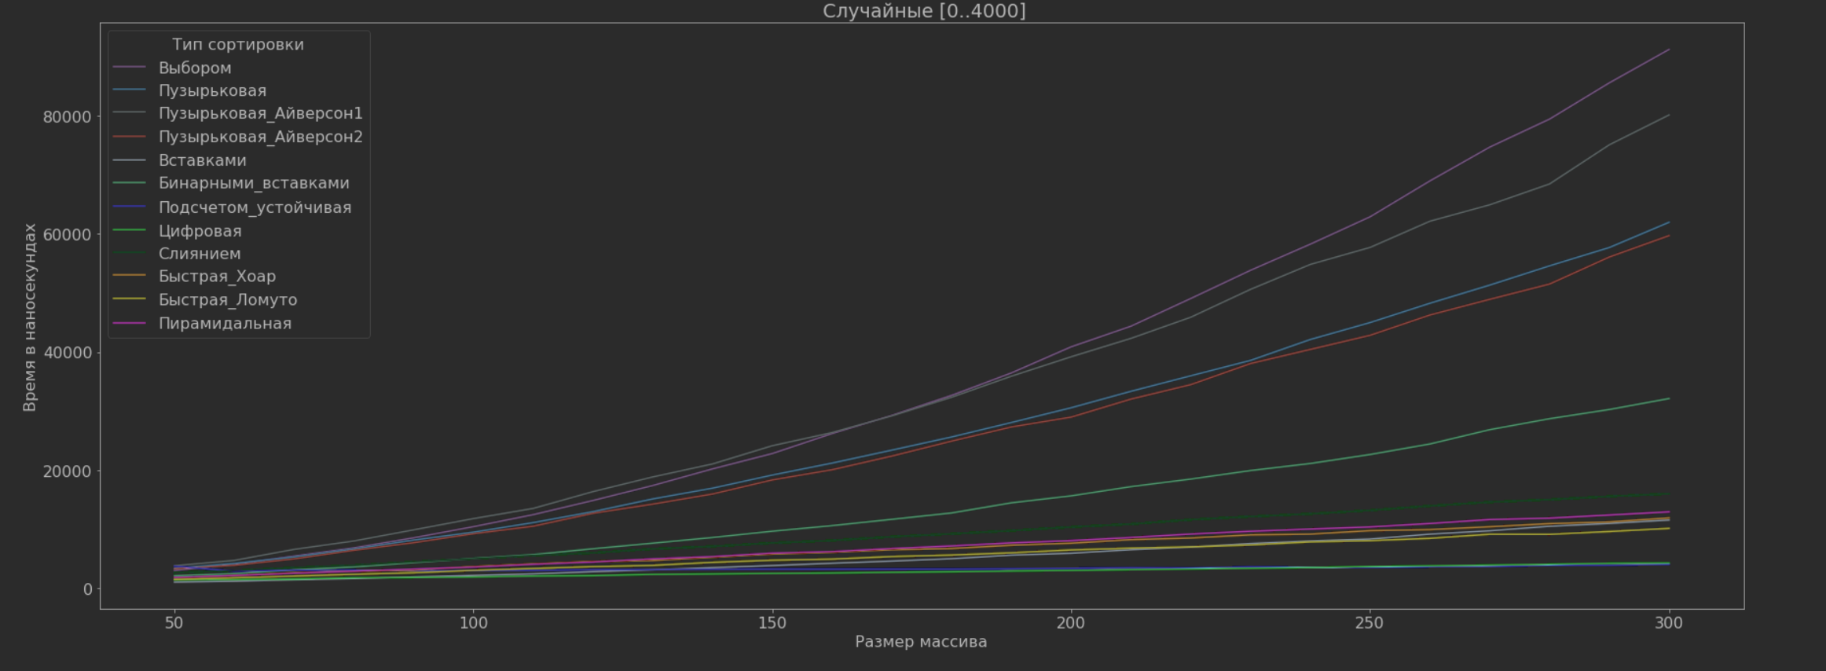 Случайные [0..4000]
Тип сортировки
Выбором
Пузырьковая
Пузырьковая_Айверсон1
Пузырьковая_Айверсон2
Вставками
Бинарными_вставками
Подсчетом_устойчивая
Цифровая
Слиянием
Быстрая_Хоар
Быстрая_Ломуто
Пирамидальная
Время в наносекундах
80000
60000
40000
20000
0
50 100 150 200 250 300
Размер массива